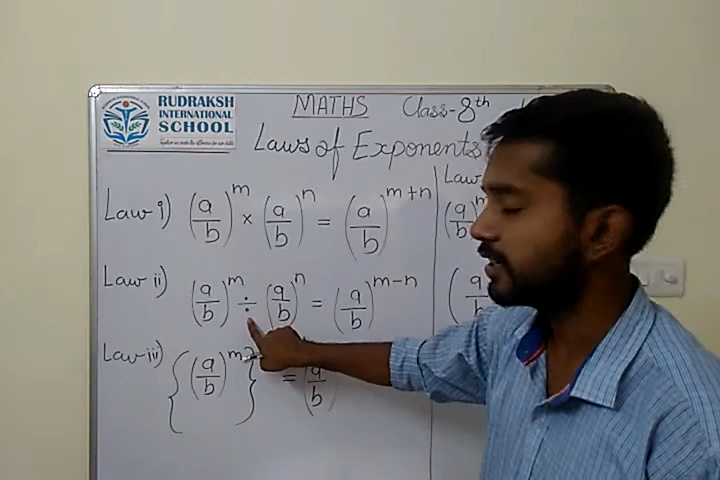 RUDRAKSH
INTERNATIONAL
SCHOOL
MATHS Class-8th
Laws of Exponents
Law i) (a/b)^m × (a/b)^n = (a/b)^m+n
Law ii) (a/b)^m ÷ (a/b)^n = (a/b)^m-n
Law iii) {(a/b)^m} = (a/b)
Law
(a/b)^m
(a/b